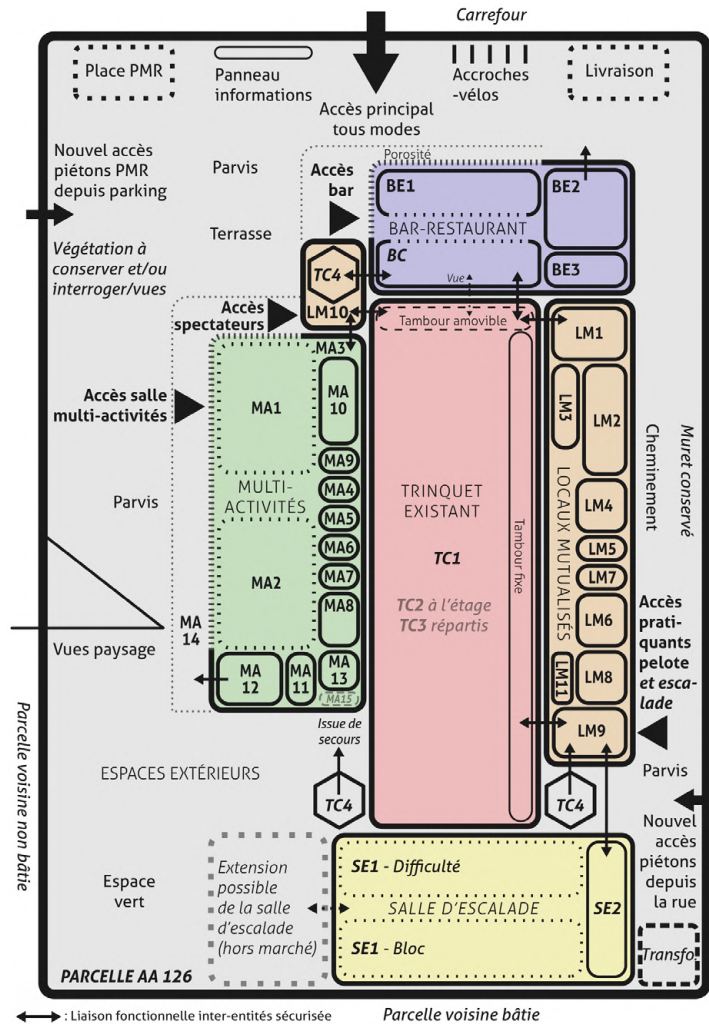 Carrefour
Place PMR
Panneau
informations
Accroches
-vélos
Livraison
Accès principal
tous modes
Nouvel accès
piétons PMR
depuis parking
Parvis
Porosité
Accès
bar
BE1
BE2
BAR-RESTAURANT
Terrasse
Végétation à
conserver et/ou
interroger/vues
BC
BE3
TC4
Vue
LM10
Accès
spectateurs
Tambour amovible
LM1
MA3
Accès salle
multi-activités
MA1
MA
10
LM3
LM2
MA9
MULTI-
ACTIVITÉS
MA4
MA5
MA6
MA7
MA8
MA2
Parvis
TRINQUET
EXISTANT
TC1
TC2 à l'étage
TC3 répartis
Tambour fixe
LOCAUX MUTUALISÉS
LM4
LM5
LM7
LM6
LM11
LM8
LM9
Cheminement
Muret conservé
Accès
prati-
quants
pelote
et esca-
lade
MA
14
Vues paysage
MA
12
MA
11
MA
13
MA15
Issue de
secours
Parvis
ESPACES EXTÉRIEURS
TC4
TC4
Parcelle voisine non bâtie
Nouvel
accès
piétons
depuis
la rue
Espace
vert
Extension
possible
de la salle
d'escalade
(hors marché)
SE1 - Difficulté
SALLE D'ESCALADE
SE1 - Bloc
SE2
Transfo
PARCELLE AA 126
: Liaison fonctionnelle inter-entités sécurisée
Parcelle voisine bâtie